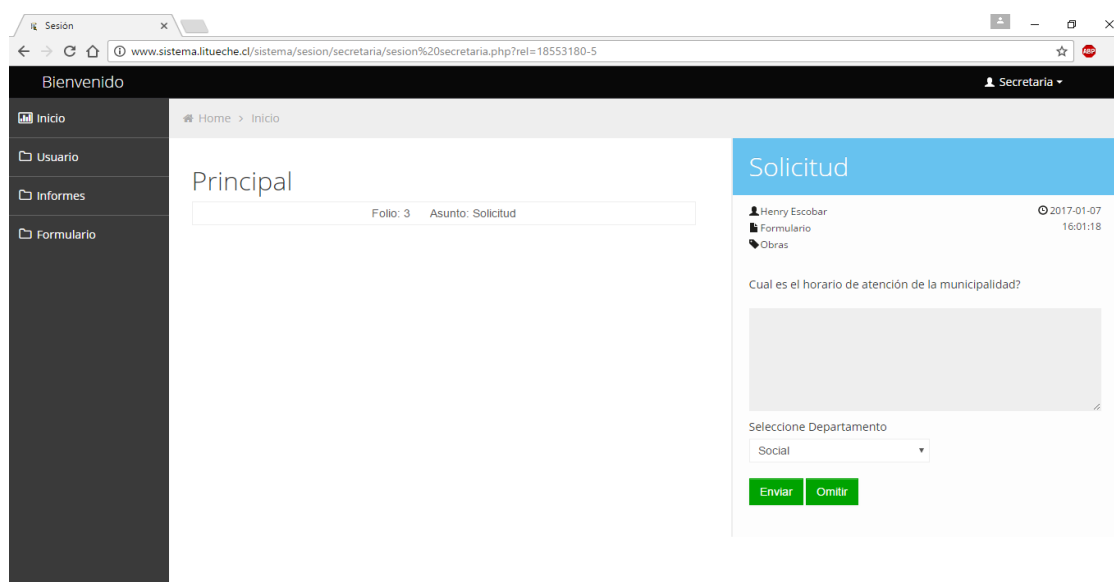 Sesión
www.sistema.litueche.cl/sistema/sesion/secretaria/sesion%20secretaria.php?rel=18553180-5
ABP
Bienvenido
Secretaria
Inicio
Home > Inicio
Usuario
Informes
Formulario
Principal
Folio: 3 Asunto: Solicitud
Solicitud
Henry Escobar
2017-01-07
16:01:18
Formulario
Obras
Cual es el horario de atención de la municipalidad?
Seleccione Departamento
Social
Enviar Omitir